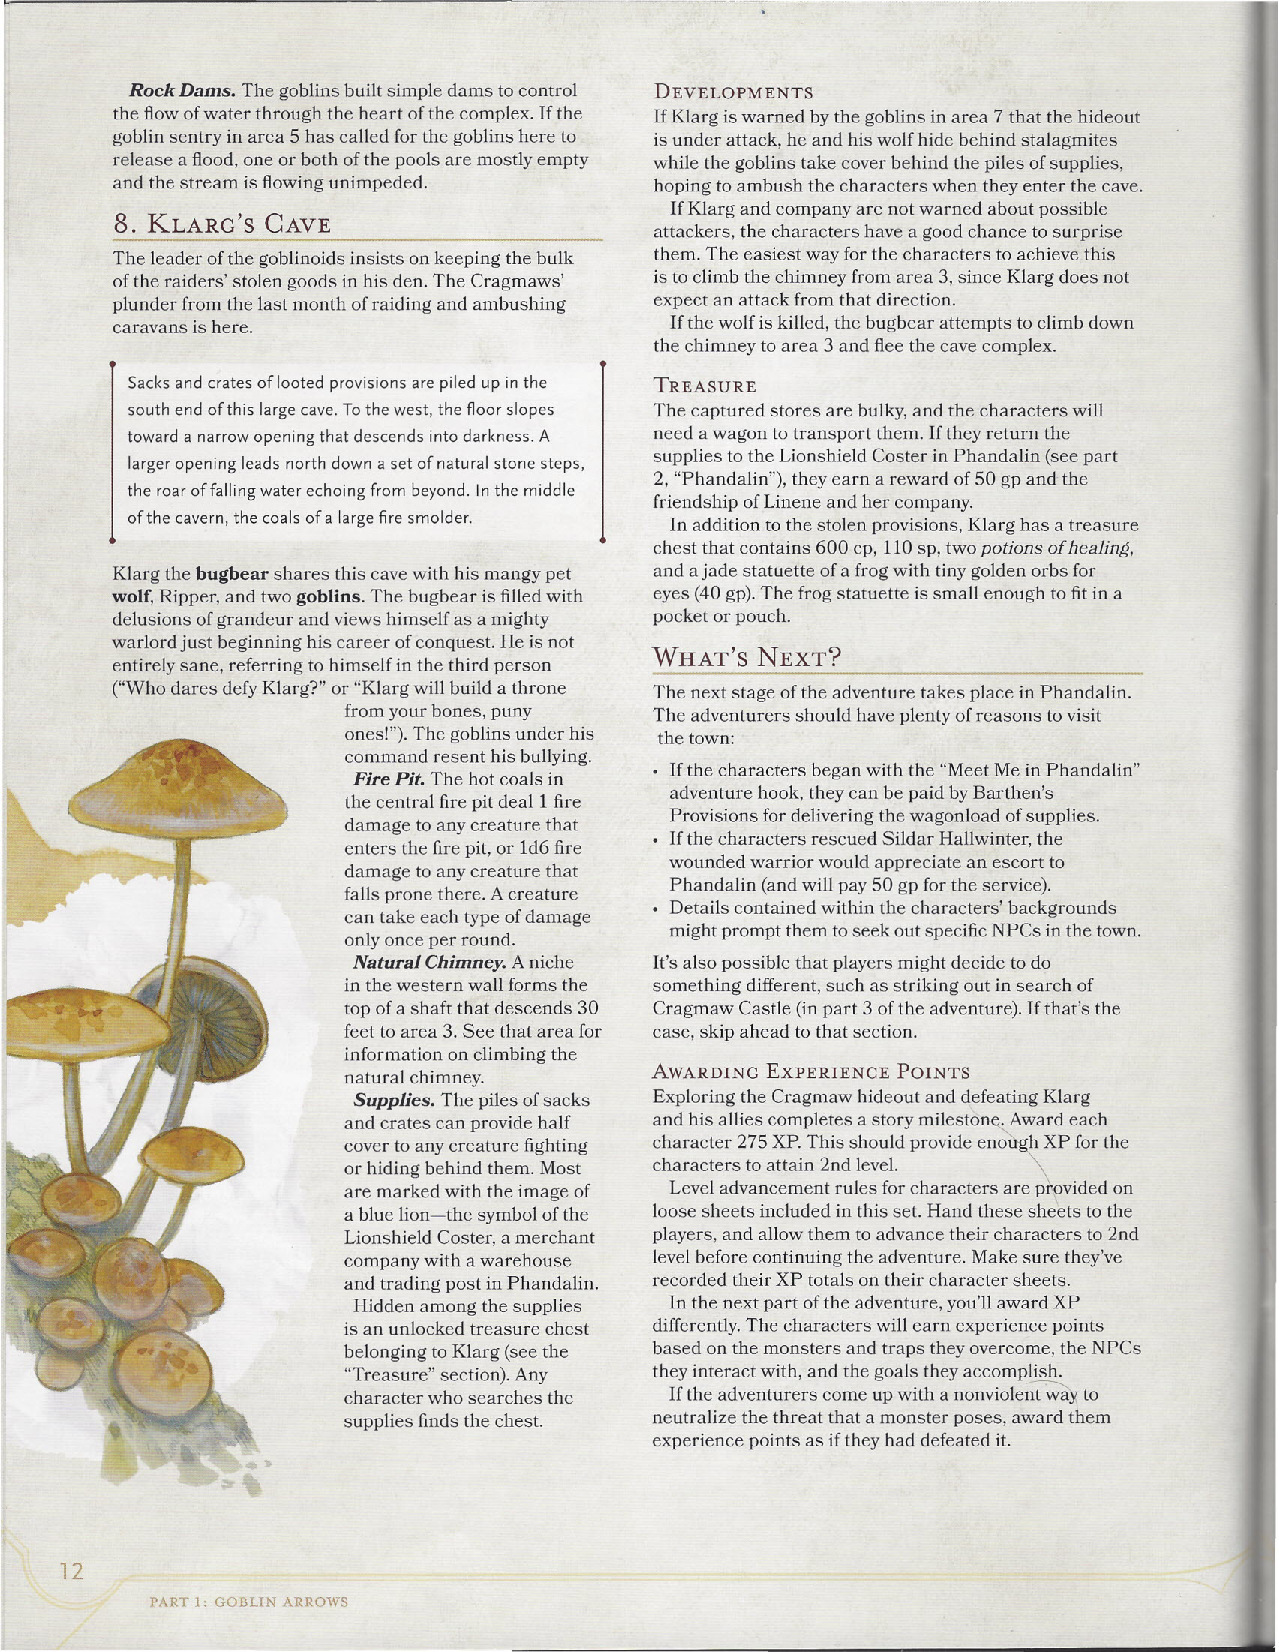 Rock Dams. The goblins built simple dams to control
the flow of water through the heart of the complex. If the
goblin sentry in area 5 has called for the goblins here to
release a flood, one or both of the pools are mostly empty
and the stream is flowing unimpeded.
8. Klarg's Cave
The leader of the goblinoids insists on keeping the bulk
of the raiders' stolen goods in his den. The Cragmaws'
plunder from the last month of raiding and ambushing
caravans is here.
Sacks and crates of looted provisions are piled up in the
south end of this large cave. To the west, the floor slopes
toward a narrow opening that descends into darkness. A
larger opening leads north down a set of natural stone steps,
the roar of falling water echoing from beyond. In the middle
of the cavern, the coals of a large fire smolder.
Klarg the bugbear shares this cave with his mangy pet
wolf, Ripper, and two goblins. The bugbear is filled with
delusions of grandeur and views himself as a mighty
warlord just beginning his career of conquest. He is not
entirely sane, referring to himself in the third person
("Who dares defy Klarg?" or "Klarg will build a throne
from your bones, puny
ones!"). The goblins under his
command resent his bullying.
Fire Pit. The hot coals in
the central fire pit deal 1 fire
damage to any creature that
enters the fire pit, or 1d6 fire
damage to any creature that
falls prone there. A creature
can take each type of damage
only once per round.
Natural Chimney. A niche
in the western wall forms the
top of a shaft that descends 30
feet to area 3. See that area for
information on climbing the
natural chimney.
Supplies. The piles of sacks
and crates can provide half
cover to any creature fighting
or hiding behind them. Most
are marked with the image of
a blue lion—the symbol of the
Lionshield Coster, a merchant
company with a warehouse
and trading post in Phandalin.
Hidden among the supplies
is an unlocked treasure chest
belonging to Klarg (see the
"Treasure" section). Any
character who searches the
supplies finds the chest.
Developments
If Klarg is warned by the goblins in area 7 that the hideout
is under attack, he and his wolf hide behind stalagmites
while the goblins take cover behind the piles of supplies,
hoping to ambush the characters when they enter the cave.
If Klarg and company are not warned about possible
attackers, the characters have a good chance to surprise
them. The easiest way for the characters to achieve this
is to climb the chimney from area 3, since Klarg does not
expect an attack from that direction.
If the wolf is killed, the bugbear attempts to climb down
the chimney to area 3 and flee the cave complex.
Treasure
The captured stores are bulky, and the characters will
need a wagon to transport them. If they return the
supplies to the Lionshield Coster in Phandalin (see part
2, "Phandalin"), they earn a reward of 50 gp and the
friendship of Linene and her company.
In addition to the stolen provisions, Klarg has a treasure
chest that contains 600 cp, 110 sp, two potions of healing,
and a jade statuette of a frog with tiny golden orbs for
eyes (40 gp). The frog statuette is small enough to fit in a
pocket or pouch.
What's Next?
The next stage of the adventure takes place in Phandalin.
The adventurers should have plenty of reasons to visit
the town:
• If the characters began with the "Meet Me in Phandalin"
adventure hook, they can be paid by Barthen's
Provisions for delivering the wagonload of supplies.
• If the characters rescued Sildar Hallwinter, the
wounded warrior would appreciate an escort to
Phandalin (and will pay 50 gp for the service).
• Details contained within the characters' backgrounds
might prompt them to seek out specific NPCs in the town.
It's also possible that players might decide to do
something different, such as striking out in search of
Cragmaw Castle (in part 3 of the adventure). If that's the
case, skip ahead to that section.
Awarding Experience Points
Exploring the Cragmaw hideout and defeating Klarg
and his allies completes a story milestone. Award each
character 275 XP. This should provide enough XP for the
characters to attain 2nd level.
Level advancement rules for characters are provided on
loose sheets included in this set. Hand these sheets to the
players, and allow them to advance their characters to 2nd
level before continuing the adventure. Make sure they've
recorded their XP totals on their character sheets.
In the next part of the adventure, you'll award XP
differently. The characters will earn experience points
based on the monsters and traps they overcome, the NPCs
they interact with, and the goals they accomplish.
If the adventurers come up with a nonviolent way to
neutralize the threat that a monster poses, award them
experience points as if they had defeated it.
12
PART 1: GOBLIN ARROWS